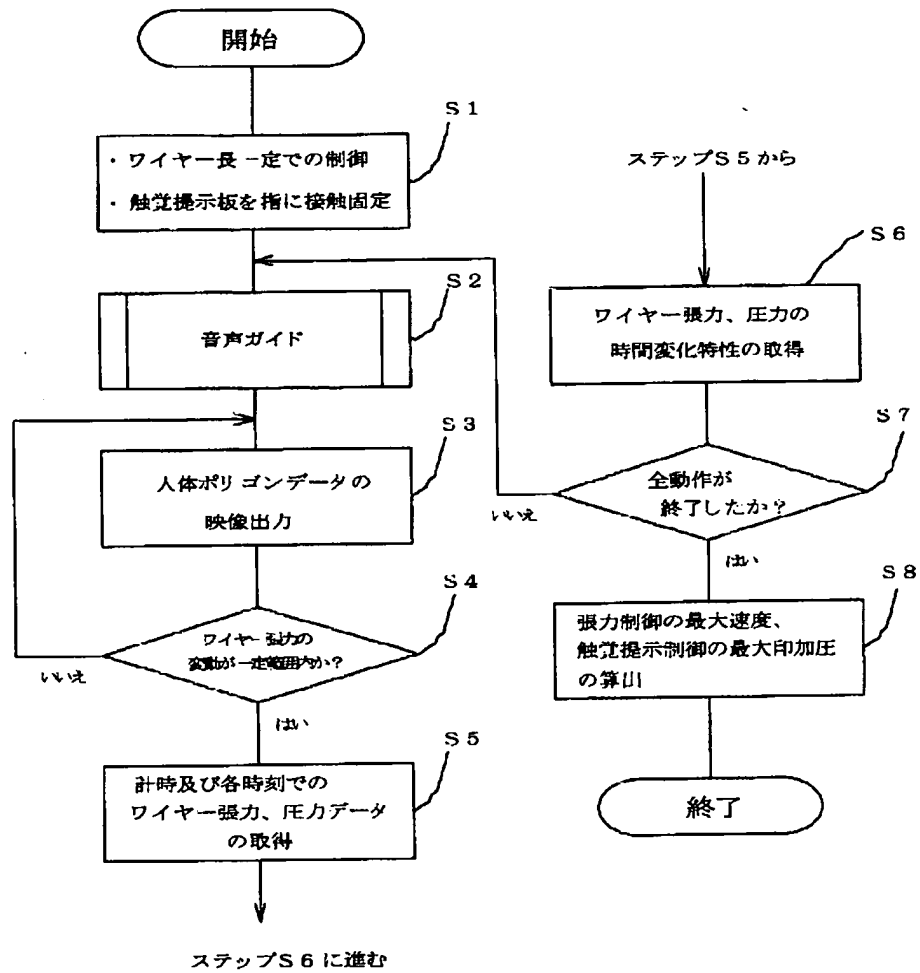 開始
S1
・ワイヤー長一定での制御
・触覚提示板を指に接触固定
S2
音声ガイド
S3
人体ポリゴンデータの
映像出力
S4
ワイヤー張力の
変動が一定範囲内か？
いいえ
はい
S5
計時及び各時刻での
ワイヤー張力、圧力データ
の取得
ステップS6に進む
ステップS5から
S6
ワイヤー張力、圧力の
時間変化特性の取得
S7
全動作が
終了したか？
いいえ
はい
S8
張力制御の最大速度、
触覚提示制御の最大印加圧
の算出
終了